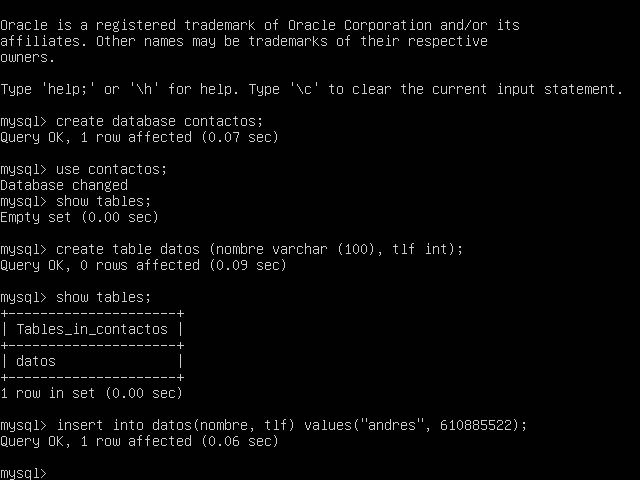 Oracle is a registered trademark of Oracle Corporation and/or its
affiliates. Other names may be trademarks of their respective
owners.
Type 'help;' or '\h' for help. Type '\c' to clear the current input statement.
mysql> create database contactos;
Query OK, 1 row affected (0.07 sec)
mysql> use contactos;
Database changed
mysql> show tables;
Empty set (0.00 sec)
mysql> create table datos (nombre varchar (100), tlf int);
Query OK, 0 rows affected (0.09 sec)
mysql> show tables;
+---------------------+
| Tables_in_contactos |
+---------------------+
| datos               |
+---------------------+
1 row in set (0.00 sec)
mysql> insert into datos(nombre, tlf) values("andres", 610885522);
Query OK, 1 row affected (0.06 sec)
mysql>